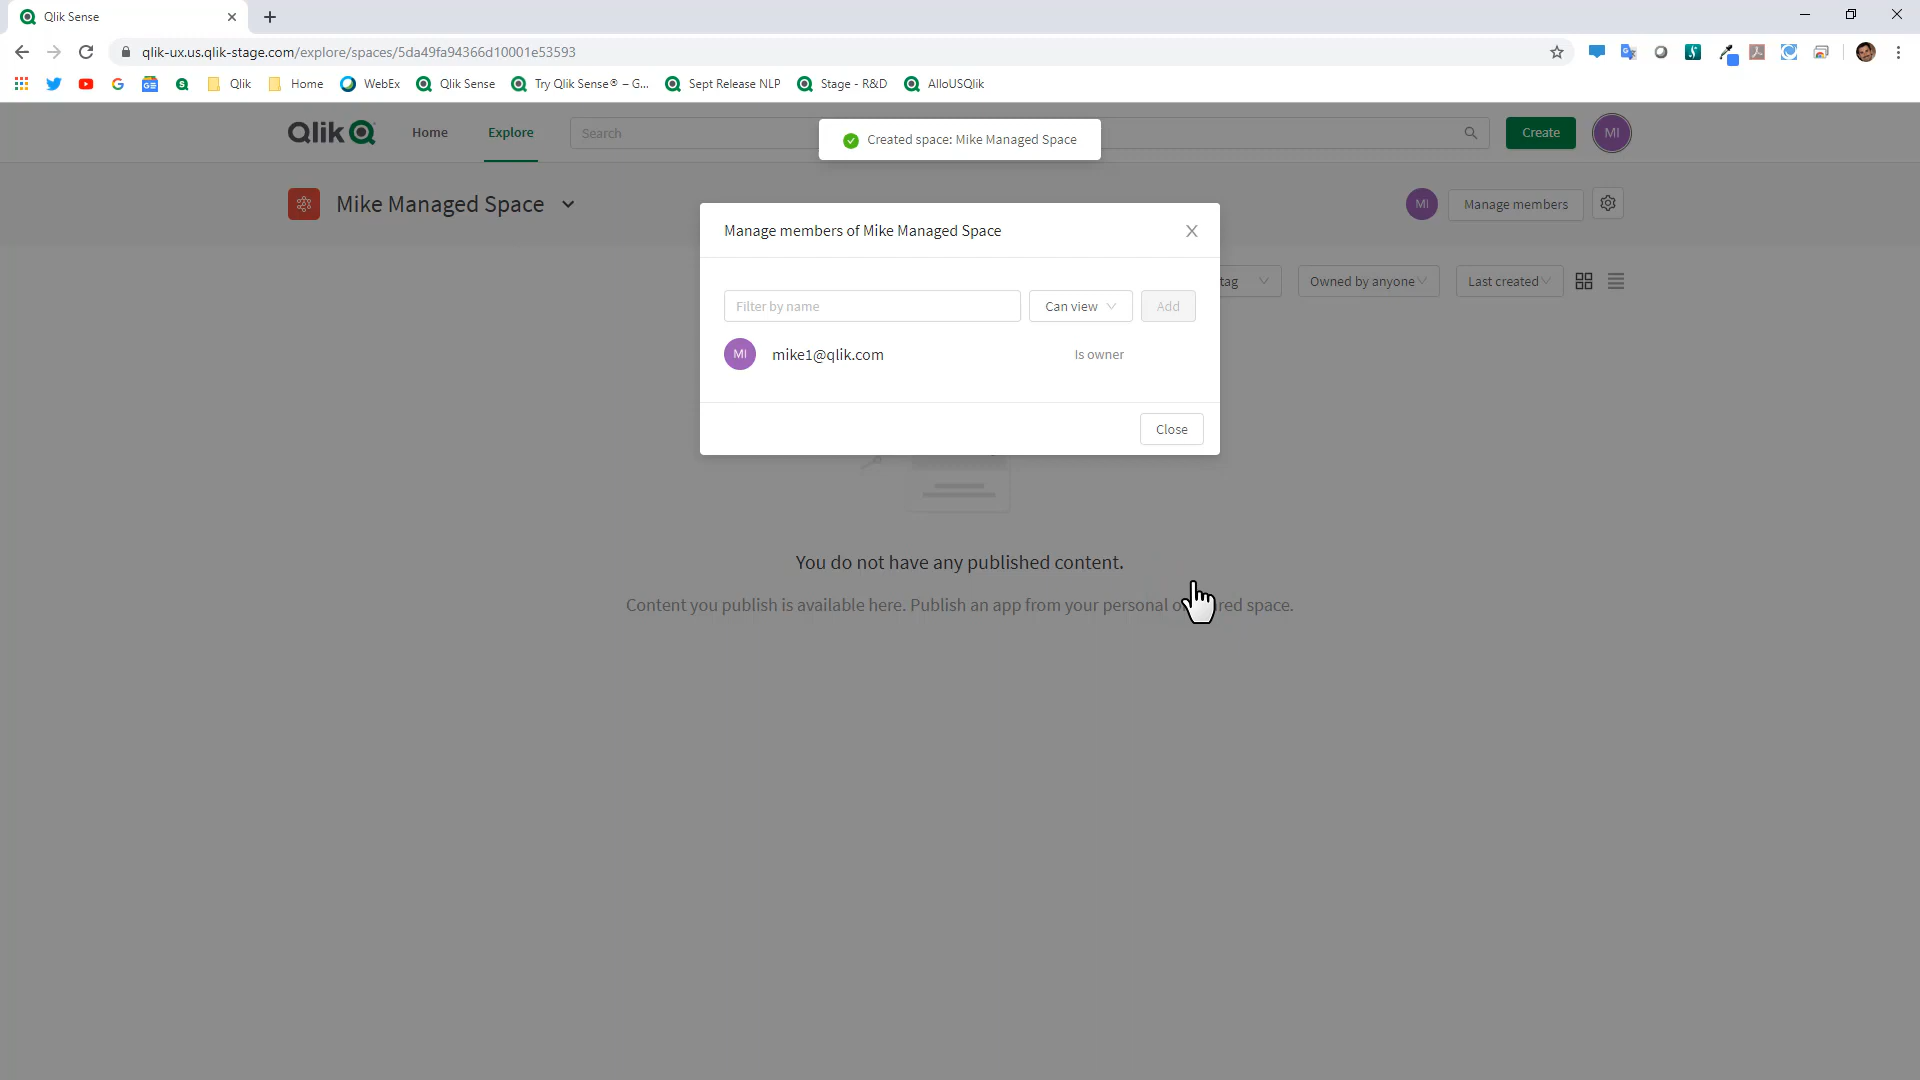 Qlik Sense
qlik-ux.us.qlik-stage.com/explore/spaces/5da49fa94366d10001e53593
Qlik Home WebEx Qlik Sense Try Qlik Sense® – G... Sept Release NLP Stage - R&D AlloUSQlik
Qlik Home Explore Search Create MI
Created space: Mike Managed Space
Mike Managed Space MI Manage members
Manage members of Mike Managed Space
tag Owned by anyone Last created
Filter by name Can view Add
MI mike1@qlik.com Is owner
Close
You do not have any published content.
Content you publish is available here. Publish an app from your personal o red space.